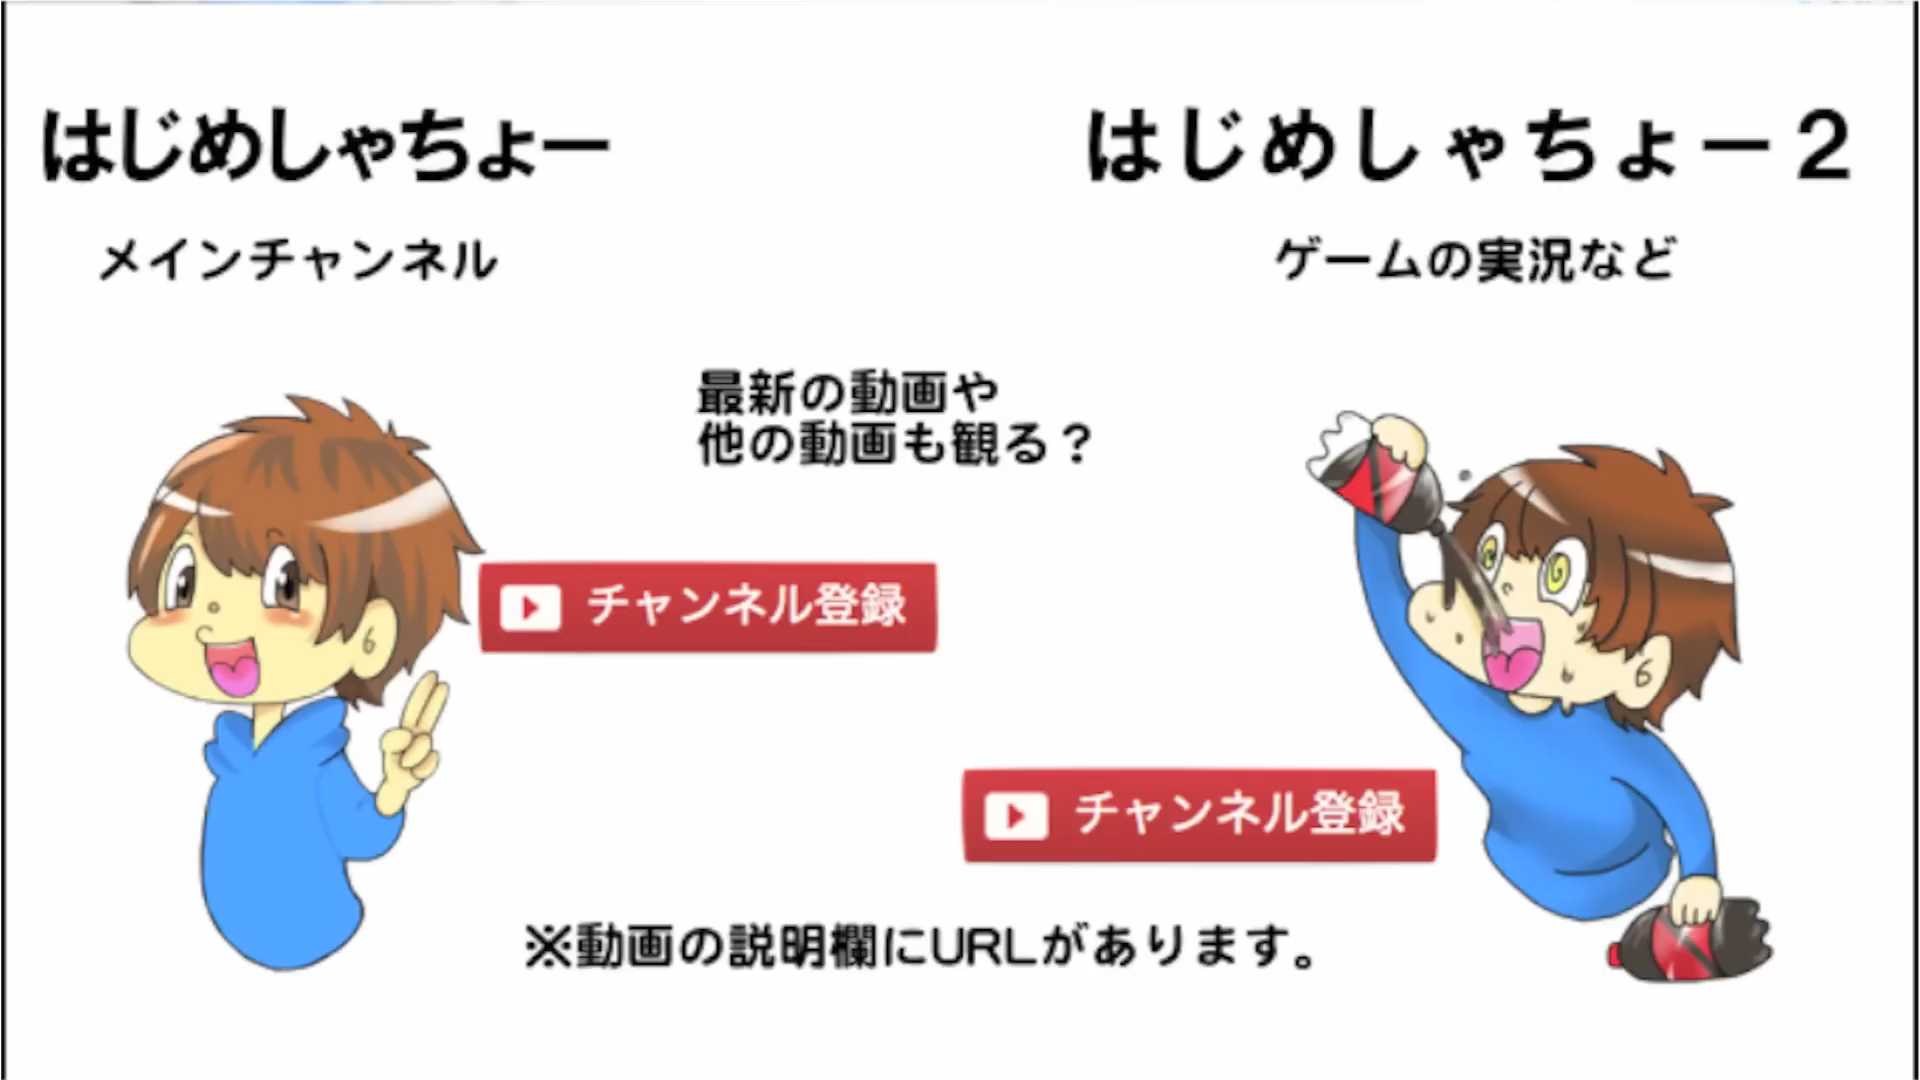 はじめしゃちょー
はじめしゃちょー２
メインチャンネル
ゲームの実況など
最新の動画や
他の動画も観る？
チャンネル登録
チャンネル登録
※動画の説明欄にURLがあります。